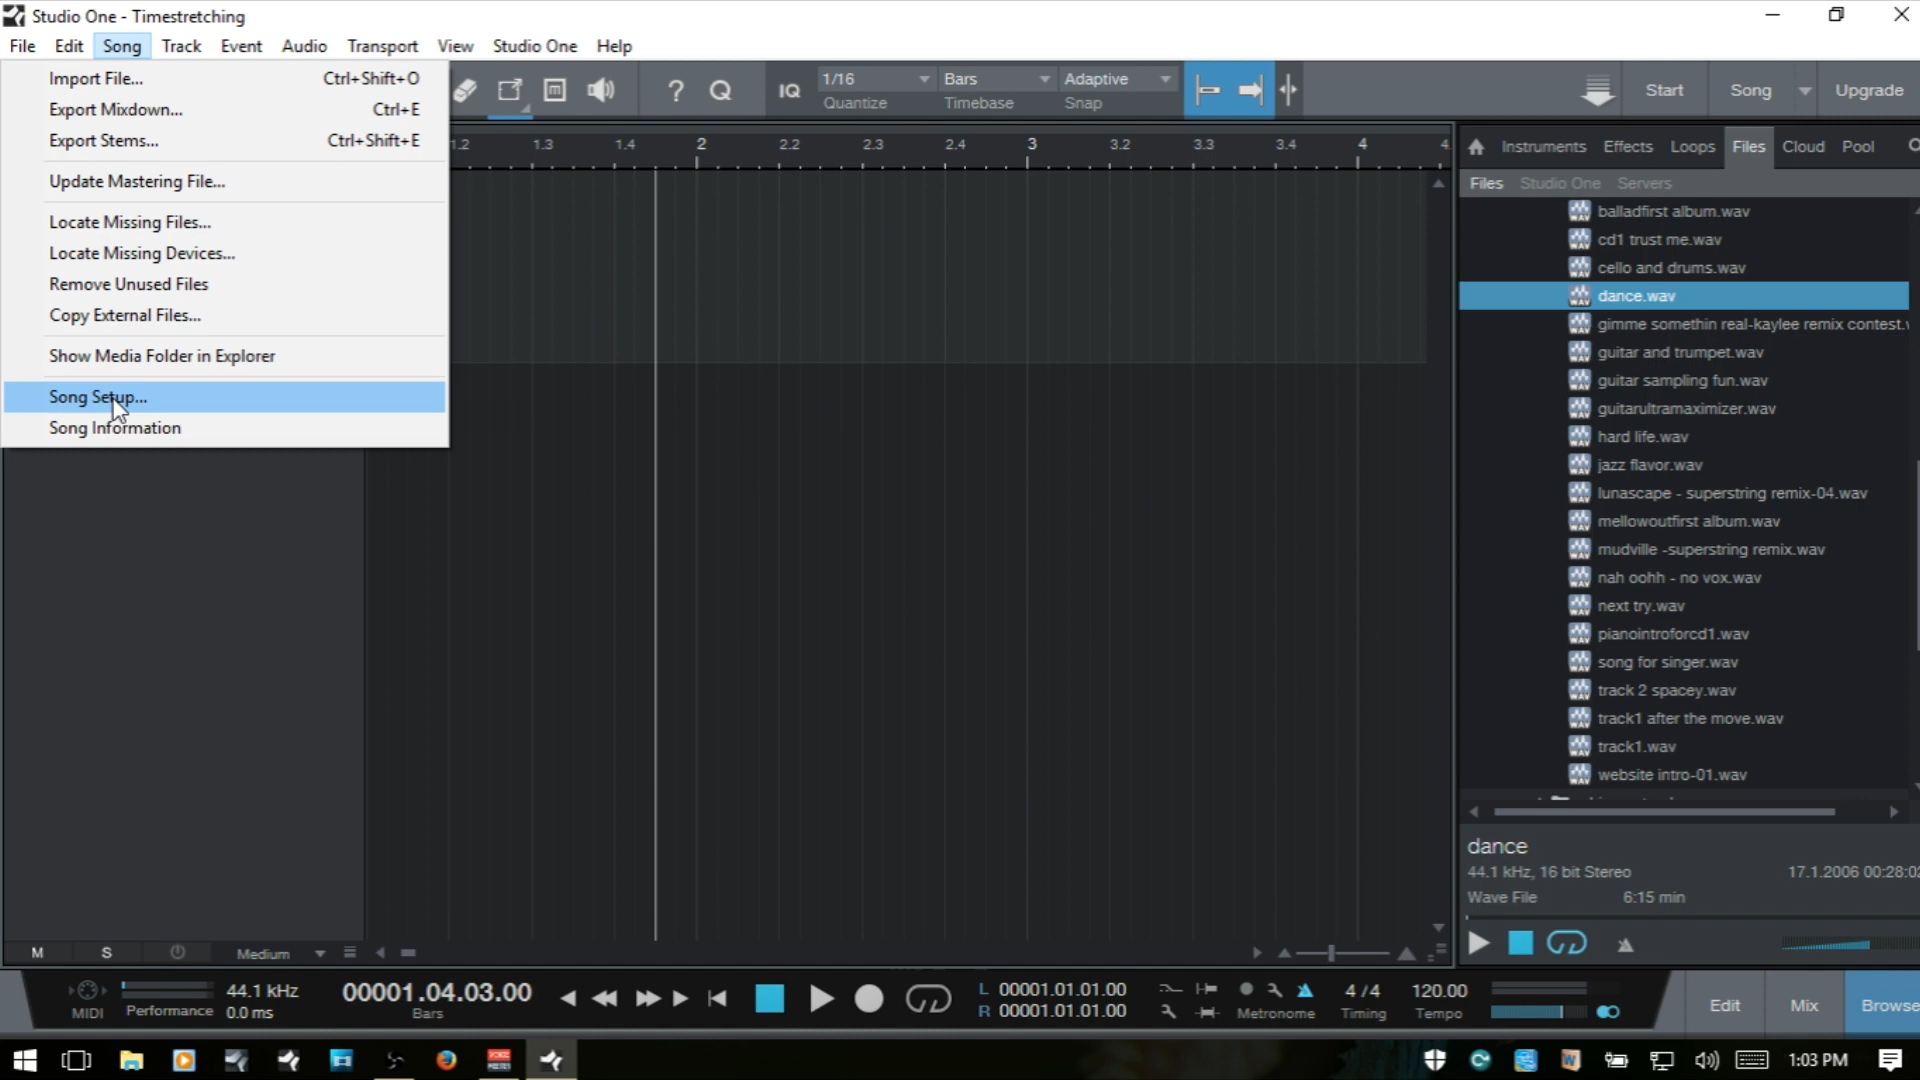 Studio One - Timestretching
File Edit Song Track Event Audio Transport View Studio One Help
Import File... Ctrl+Shift+O
Export Mixdown... Ctrl+E
Export Stems... Ctrl+Shift+E
Update Mastering File...
Locate Missing Files...
Locate Missing Devices...
Remove Unused Files
Copy External Files...
Show Media Folder in Explorer
Song Setup...
Song Information
? Q IQ 1/16 Bars Adaptive Start Song Upgrade
Quantize Timebase Snap
1.2 1.3 1.4 2 2.2 2.3 2.4 3 3.2 3.3 3.4 4 4.
Instruments Effects Loops Files Cloud Pool
Files Studio One Servers
balladfirst album.wav
cd1 trust me.wav
cello and drums.wav
dance.wav
gimme somethin real-kaylee remix contest.
guitar and trumpet.wav
guitar sampling fun.wav
guitarultramaximizer.wav
hard life.wav
jazz flavor.wav
lunascape - superstring remix-04.wav
mellowoutfirst album.wav
mudville -superstring remix.wav
nah oohh - no vox.wav
next try.wav
pianointroforcd1.wav
song for singer.wav
track 2 spacey.wav
track1 after the move.wav
track1.wav
website intro-01.wav
dance
44.1 kHz, 16 bit Stereo 17.1.2006 00:28:02
Wave File 6:15 min
M S Medium
44.1 kHz 00001.04.03.00 L 00001.01.01.00 4 / 4 120.00
MIDI Performance 0.0 ms Bars R 00001.01.01.00 Metronome Timing Tempo
Edit Mix Browse
1:03 PM